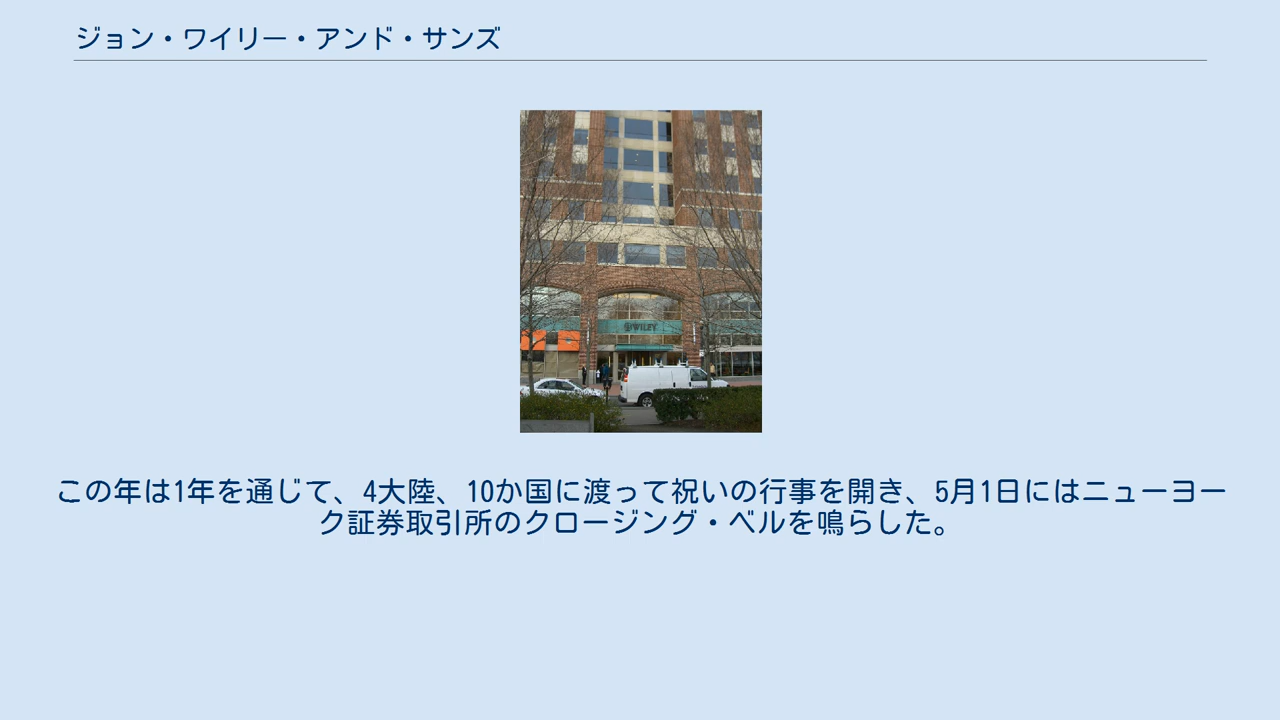 ジョン・ワイリー・アンド・サンズ
WILEY
この年は1年を通じて、4大陸、10か国に渡って祝いの行事を開き、5月1日にはニューヨー
ク証券取引所のクロージング・ベルを鳴らした。